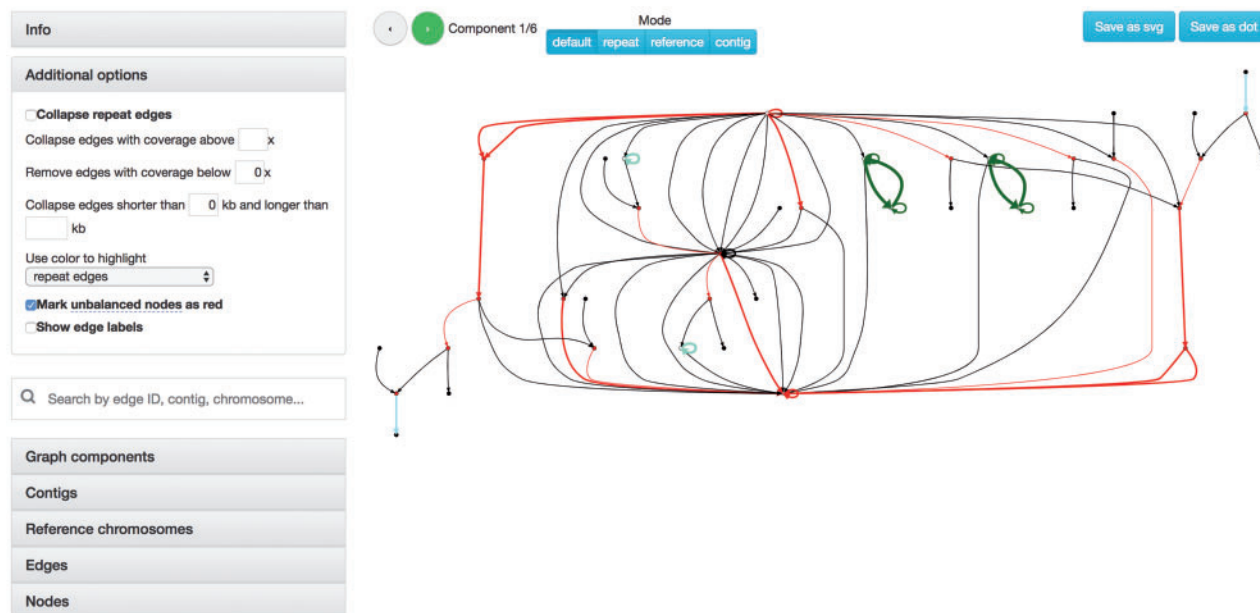 Info
Additional options
Collapse repeat edges
Collapse edges with coverage above x
Remove edges with coverage below 0 x
Collapse edges shorter than 0 kb and longer than
kb
Use color to highlight
repeat edges
Mark unbalanced nodes as red
Show edge labels
Search by edge ID, contig, chromosome...
Graph components
Contigs
Reference chromosomes
Edges
Nodes
Component 1/6
Mode
default repeat reference contig
Save as svg Save as dot